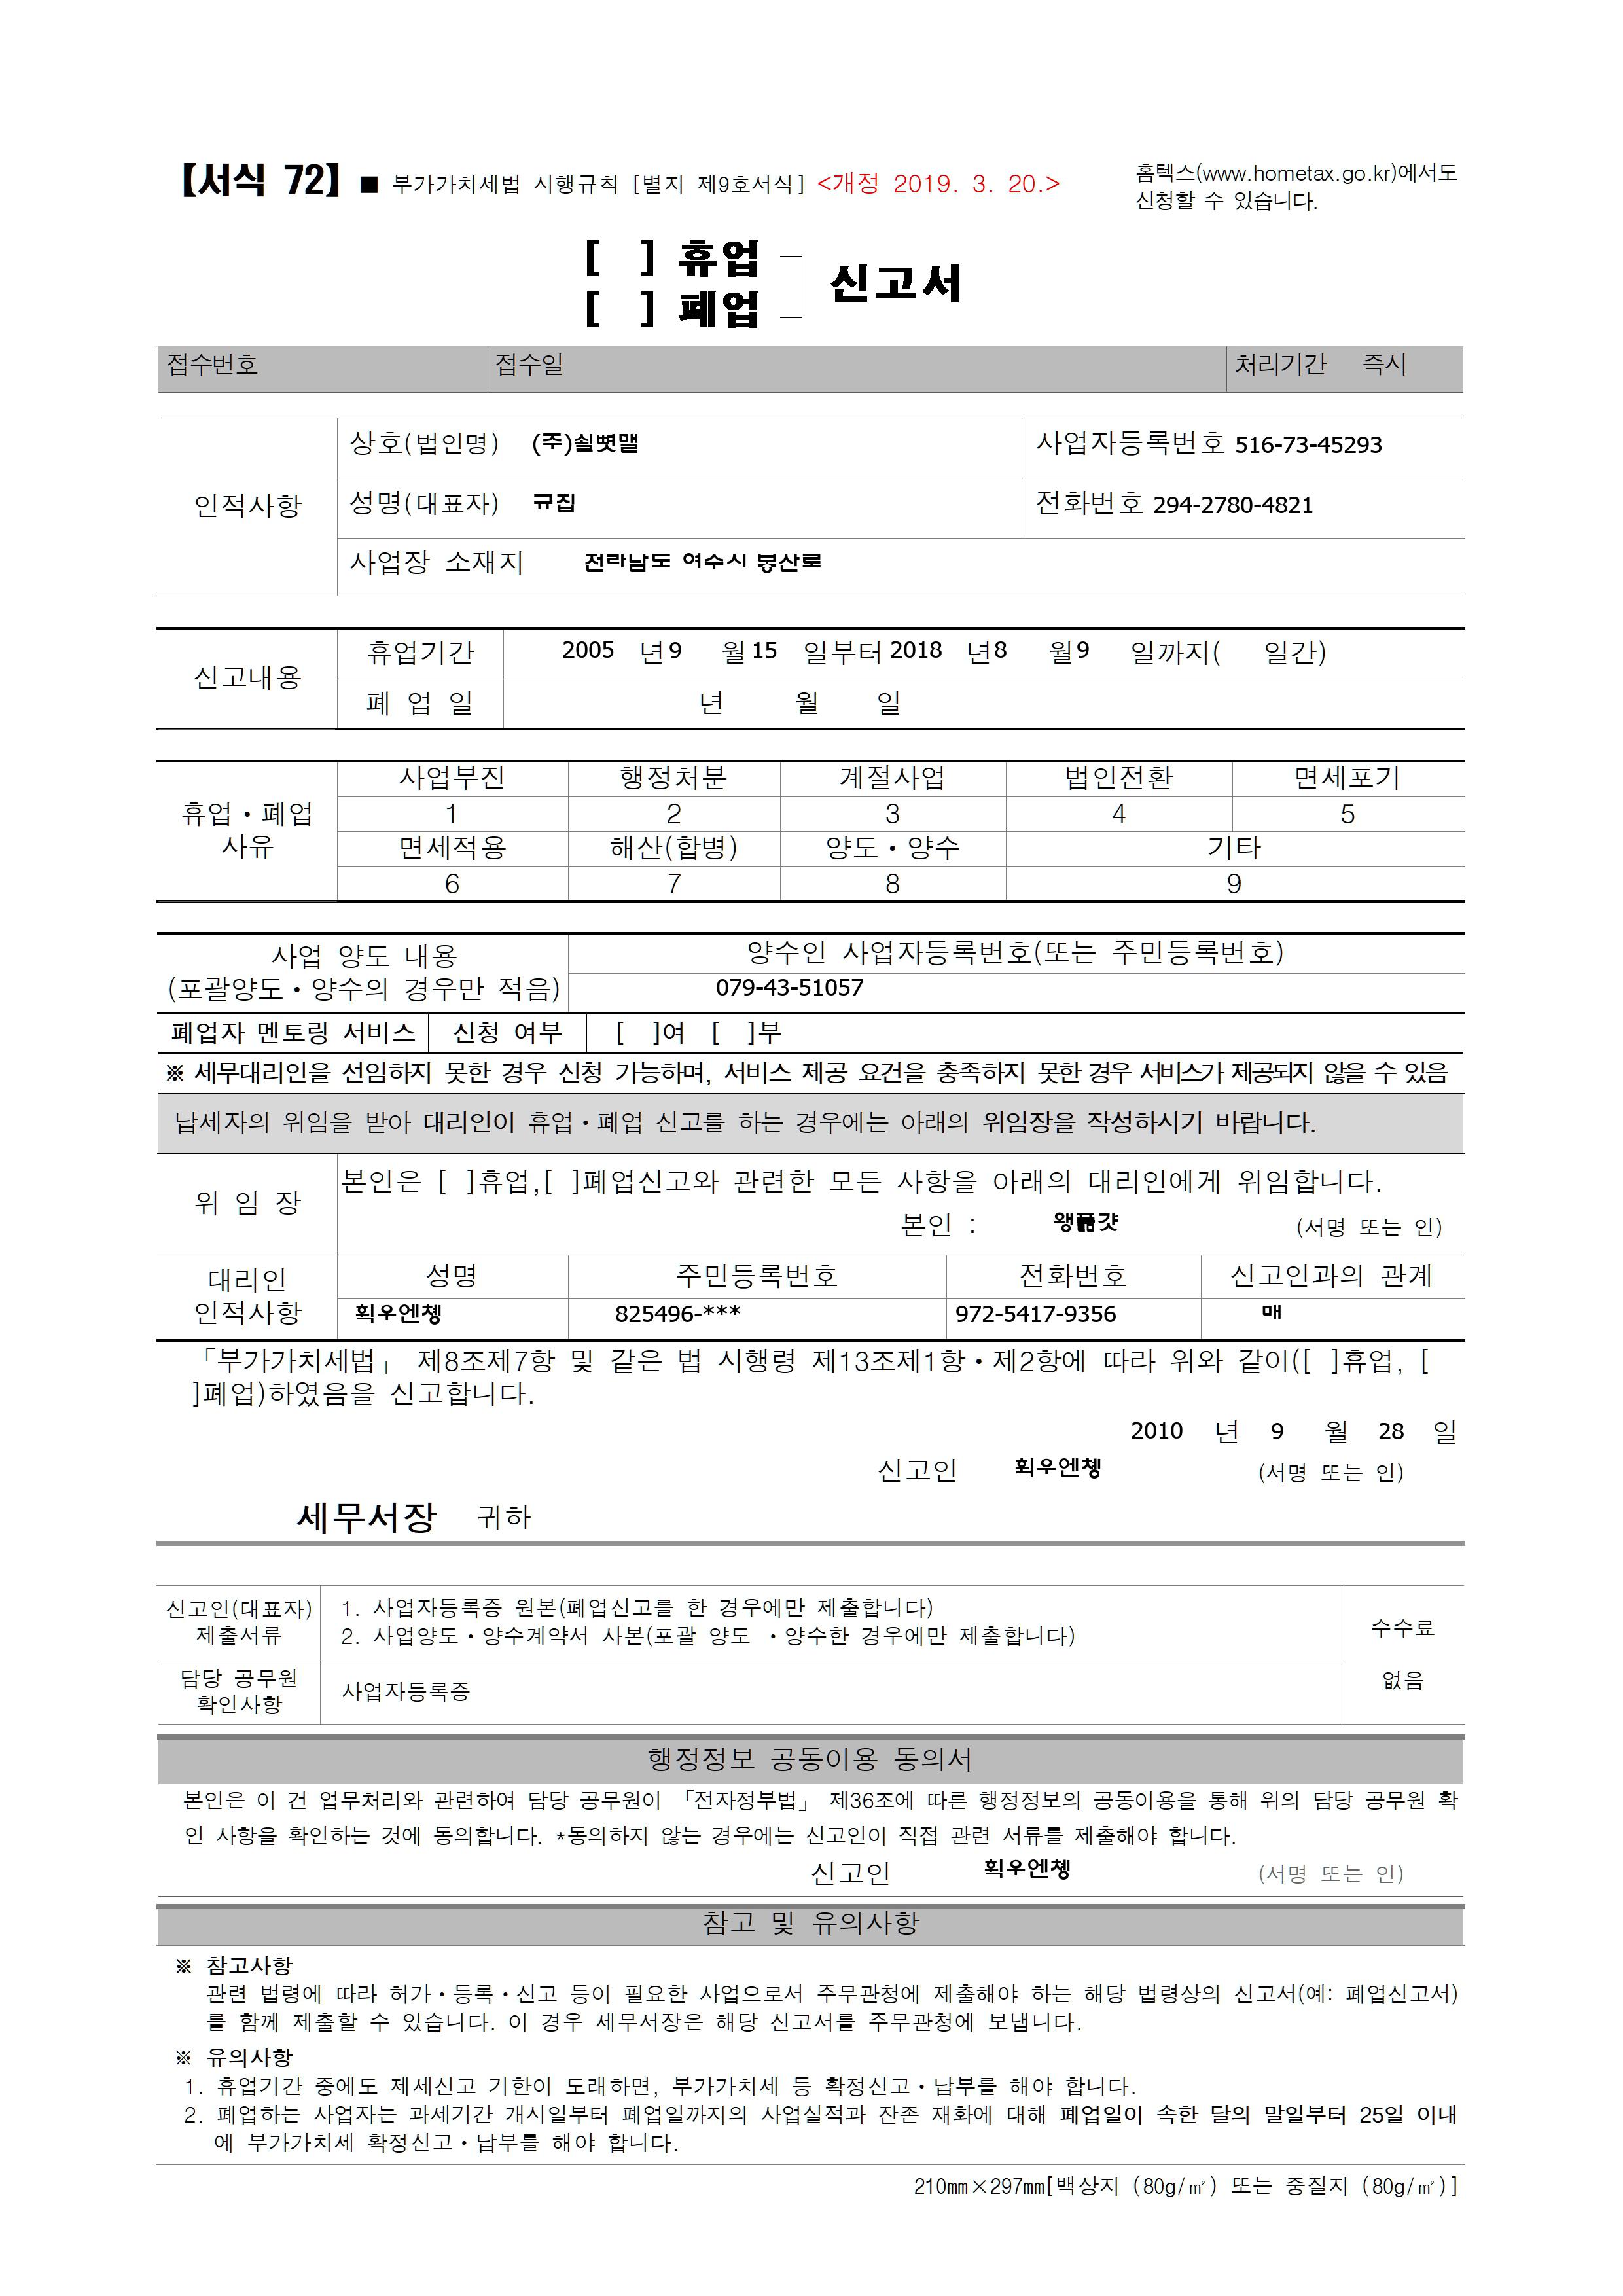 【서식 72】 ■ 부가가치세법 시행규칙 [별지 제9호서식] <개정 2019. 3. 20.>
홈텍스(www.hometax.go.kr)에서도
신청할 수 있습니다.
[ ] 휴업
[ ] 폐업
신고서
접수번호 접수일 처리기간 즉시
인적사항
상호(법인명) (주)쇨뼛맬 사업자등록번호 516-73-45293
성명(대표자) 규집 전화번호 294-2780-4821
사업장 소재지 전라남도 여수시 봉산로
신고내용
휴업기간 2005 년 9 월 15 일부터 2018 년 8 월 9 일까지( 일간)
폐 업 일 년 월 일
휴업·폐업
사유
사업부진 행정처분 계절사업 법인전환 면세포기
1 2 3 4 5
면세적용 해산(합병) 양도·양수 기타
6 7 8 9
사업 양도 내용
(포괄양도·양수의 경우만 적음)
양수인 사업자등록번호(또는 주민등록번호)
079-43-51057
폐업자 멘토링 서비스 신청 여부 [ ]여 [ ]부
※ 세무대리인을 선임하지 못한 경우 신청 가능하며, 서비스 제공 요건을 충족하지 못한 경우 서비스가 제공되지 않을 수 있음
납세자의 위임을 받아 대리인이 휴업·폐업 신고를 하는 경우에는 아래의 위임장을 작성하시기 바랍니다.
위 임 장
본인은 [ ]휴업,[ ]폐업신고와 관련한 모든 사항을 아래의 대리인에게 위임합니다.
본인 : 왱풂걋 (서명 또는 인)
대리인
인적사항
성명 주민등록번호 전화번호 신고인과의 관계
획우엔쳉 825496-*** 972-5417-9356 매
「부가가치세법」 제8조제7항 및 같은 법 시행령 제13조제1항·제2항에 따라 위와 같이([ ]휴업, [
]폐업)하였음을 신고합니다.
2010 년 9 월 28 일
신고인 획우엔쳉 (서명 또는 인)
세무서장 귀하
신고인(대표자)
제출서류
1. 사업자등록증 원본(폐업신고를 한 경우에만 제출합니다)
2. 사업양도·양수계약서 사본(포괄 양도 ·양수한 경우에만 제출합니다)
수수료
없음
담당 공무원
확인사항
사업자등록증
행정정보 공동이용 동의서
본인은 이 건 업무처리와 관련하여 담당 공무원이 「전자정부법」 제36조에 따른 행정정보의 공동이용을 통해 위의 담당 공무원 확
인 사항을 확인하는 것에 동의합니다. *동의하지 않는 경우에는 신고인이 직접 관련 서류를 제출해야 합니다.
신고인 획우엔쳉 (서명 또는 인)
참고 및 유의사항
※ 참고사항
관련 법령에 따라 허가·등록·신고 등이 필요한 사업으로서 주무관청에 제출해야 하는 해당 법령상의 신고서(예: 폐업신고서)
를 함께 제출할 수 있습니다. 이 경우 세무서장은 해당 신고서를 주무관청에 보냅니다.
※ 유의사항
1. 휴업기간 중에도 제세신고 기한이 도래하면, 부가가치세 등 확정신고·납부를 해야 합니다.
2. 폐업하는 사업자는 과세기간 개시일부터 폐업일까지의 사업실적과 잔존 재화에 대해 폐업일이 속한 달의 말일부터 25일 이내
에 부가가치세 확정신고·납부를 해야 합니다.
210mm×297mm[백상지 (80g/㎡) 또는 중질지 (80g/㎡)]